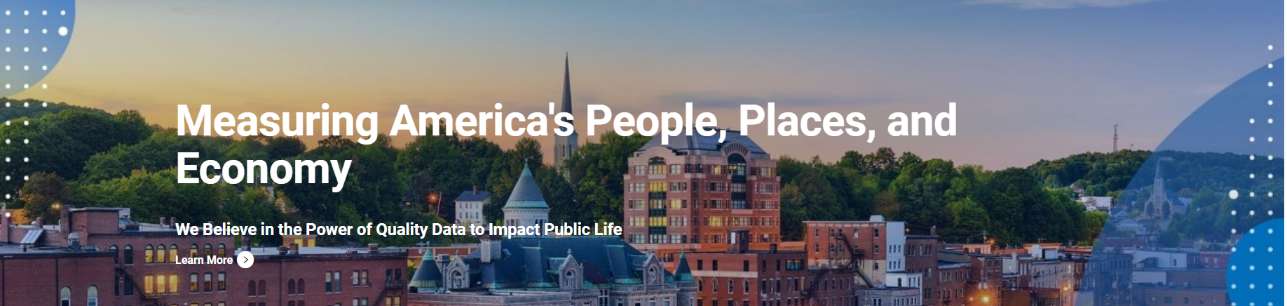 Measuring America's People, Places, and
Economy
We Believe in the Power of Quality Data to Impact Public Life
Learn More